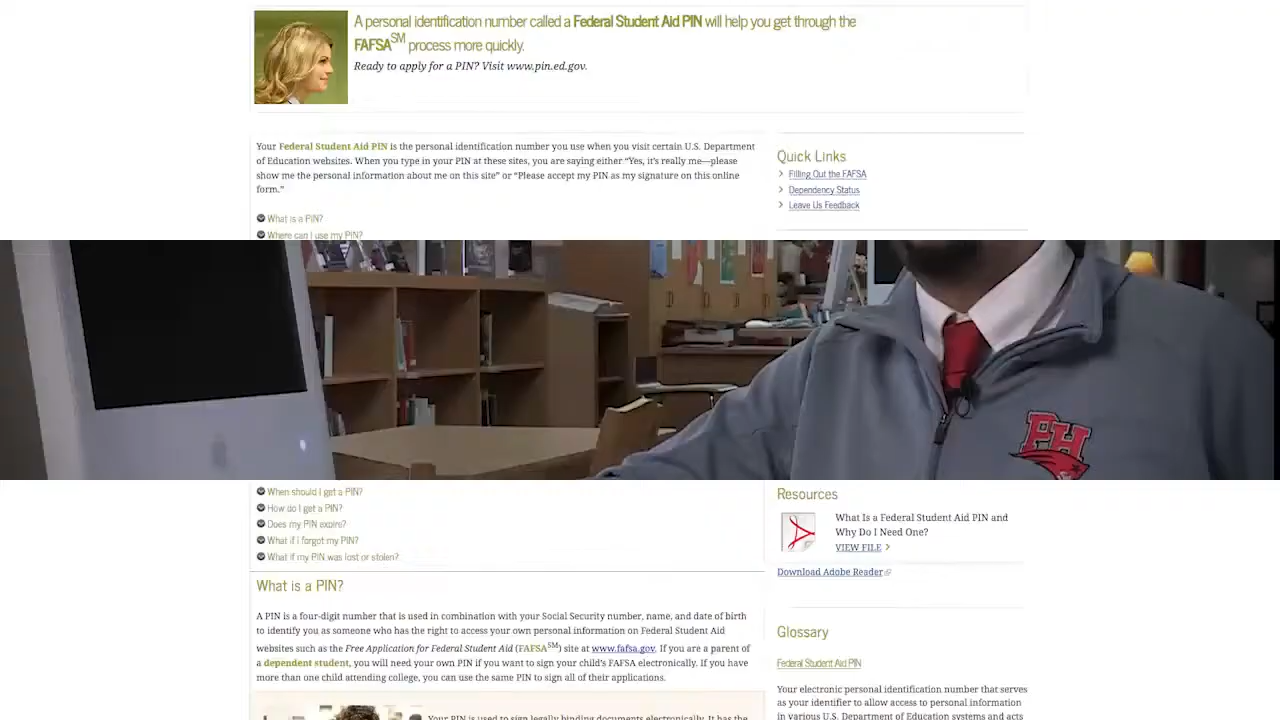 A personal identification number called a Federal Student Aid PIN will help you get through the
FAFSASM process more quickly.
Ready to apply for a PIN? Visit www.pin.ed.gov.
Your Federal Student Aid PIN is the personal identification number you use when you visit certain U.S. Department
of Education websites. When you type in your PIN at these sites, you are saying either “Yes, it’s really me—please
show me the personal information about me on this site” or “Please accept my PIN as my signature on this online
form.”
What is a PIN?
Where can I use my PIN?
Quick Links
Filling Out the FAFSA
Dependency Status
Leave Us Feedback
PH
When should I get a PIN?
How do I get a PIN?
Does my PIN expire?
What if I forgot my PIN?
What if my PIN was lost or stolen?
What is a PIN?
A PIN is a four-digit number that is used in combination with your Social Security number, name, and date of birth
to identify you as someone who has the right to access your own personal information on Federal Student Aid
websites such as the Free Application for Federal Student Aid (FAFSASM) site at www.fafsa.gov. If you are a parent of
a dependent student, you will need your own PIN if you want to sign your child's FAFSA electronically. If you have
more than one child attending college, you can use the same PIN to sign all of their applications.
Your PIN is used to sign legally binding documents electronically. It has the
Resources
What Is a Federal Student Aid PIN and
Why Do I Need One?
VIEW FILE
Download Adobe Reader
Glossary
Federal Student Aid PIN
Your electronic personal identification number that serves
as your identifier to allow access to personal information
in various U.S. Department of Education systems and acts